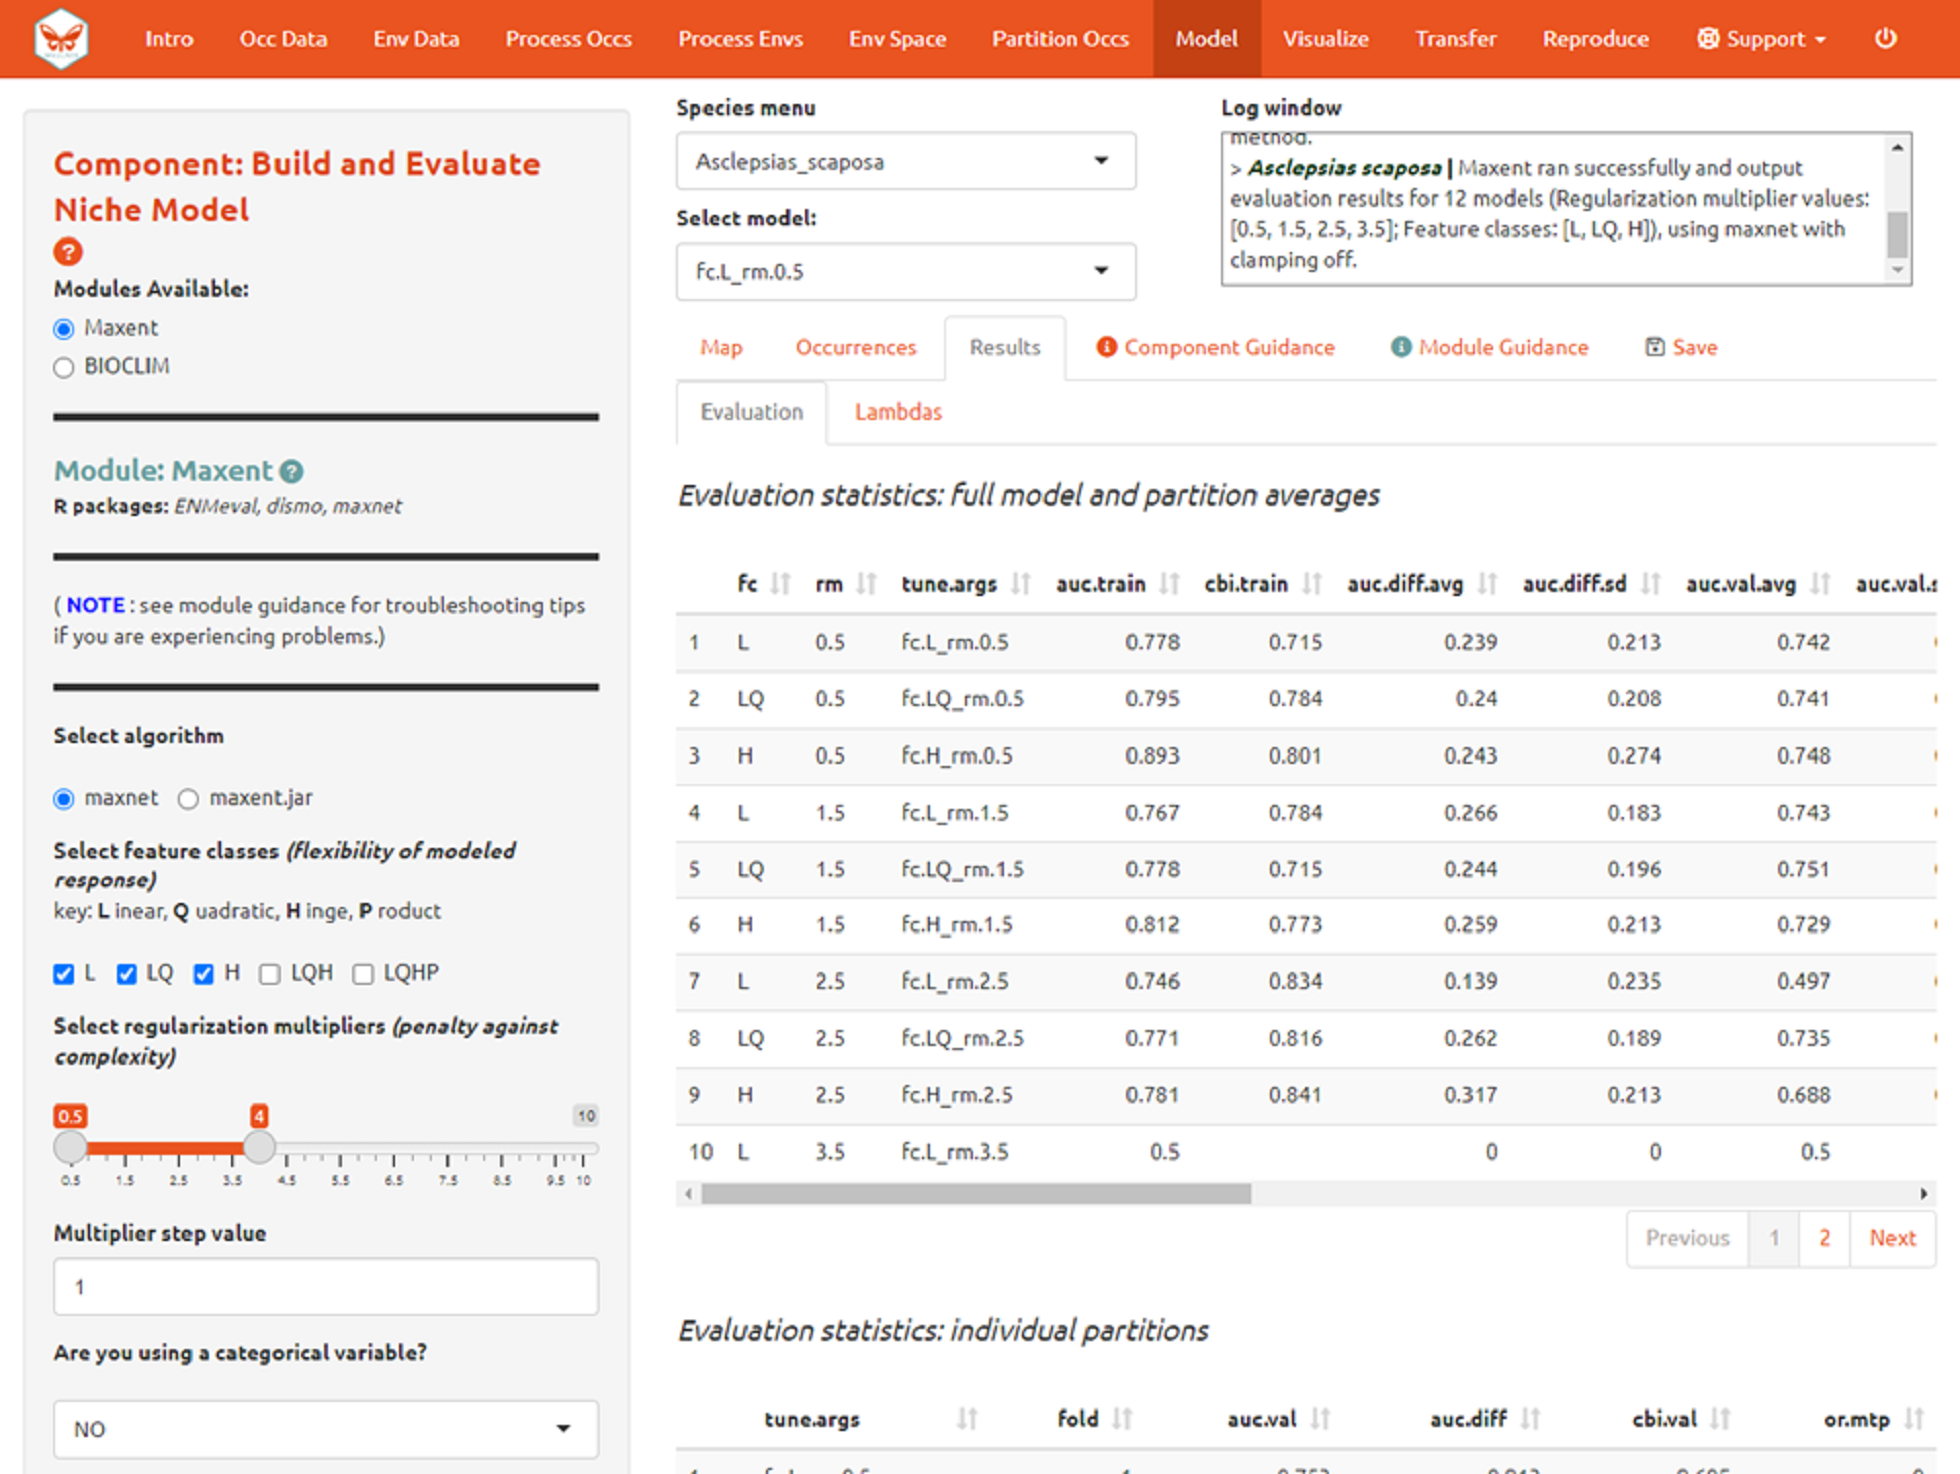 Intro Occ Data Env Data Process Occs Process Envs Env Space Partition Occs Model Visualize Transfer Reproduce Support
Component: Build and Evaluate
Niche Model
?
Modules Available:
Maxent
BIOCLIM
Module: Maxent ?
R packages: ENMeval, dismo, maxnet
( NOTE : see module guidance for troubleshooting tips
if you are experiencing problems.)
Select algorithm
maxnet maxent.jar
Select feature classes (flexibility of modeled
response)
key: L inear, Q uadratic, H inge, P roduct
L LQ H LQH LQHP
Select regularization multipliers (penalty against
complexity)
0.5 4 10
0.5 1.5 2.5 3.5 4.5 5.5 6.5 7.5 8.5 9.5 10
Multiplier step value
1
Are you using a categorical variable?
NO
Species menu
Asclepsias_scaposa
Select model:
fc.L_rm.0.5
Log window
method.
> Asclepsias scaposa | Maxent ran successfully and output
evaluation results for 12 models (Regularization multiplier values:
[0.5, 1.5, 2.5, 3.5]; Feature classes: [L, LQ, H]), using maxnet with
clamping off.
Map Occurrences Results Component Guidance Module Guidance Save
Evaluation Lambdas
Evaluation statistics: full model and partition averages
fc rm tune.args auc.train cbi.train auc.diff.avg auc.diff.sd auc.val.avg auc.val.s
1 L 0.5 fc.L_rm.0.5 0.778 0.715 0.239 0.213 0.742
2 LQ 0.5 fc.LQ_rm.0.5 0.795 0.784 0.24 0.208 0.741
3 H 0.5 fc.H_rm.0.5 0.893 0.801 0.243 0.274 0.748
4 L 1.5 fc.L_rm.1.5 0.767 0.784 0.266 0.183 0.743
5 LQ 1.5 fc.LQ_rm.1.5 0.778 0.715 0.244 0.196 0.751
6 H 1.5 fc.H_rm.1.5 0.812 0.773 0.259 0.213 0.729
7 L 2.5 fc.L_rm.2.5 0.746 0.834 0.139 0.235 0.497
8 LQ 2.5 fc.LQ_rm.2.5 0.771 0.816 0.262 0.189 0.735
9 H 2.5 fc.H_rm.2.5 0.781 0.841 0.317 0.213 0.688
10 L 3.5 fc.L_rm.3.5 0.5 0 0 0.5
Previous 1 2 Next
Evaluation statistics: individual partitions
tune.args fold auc.val auc.diff cbi.val or.mtp